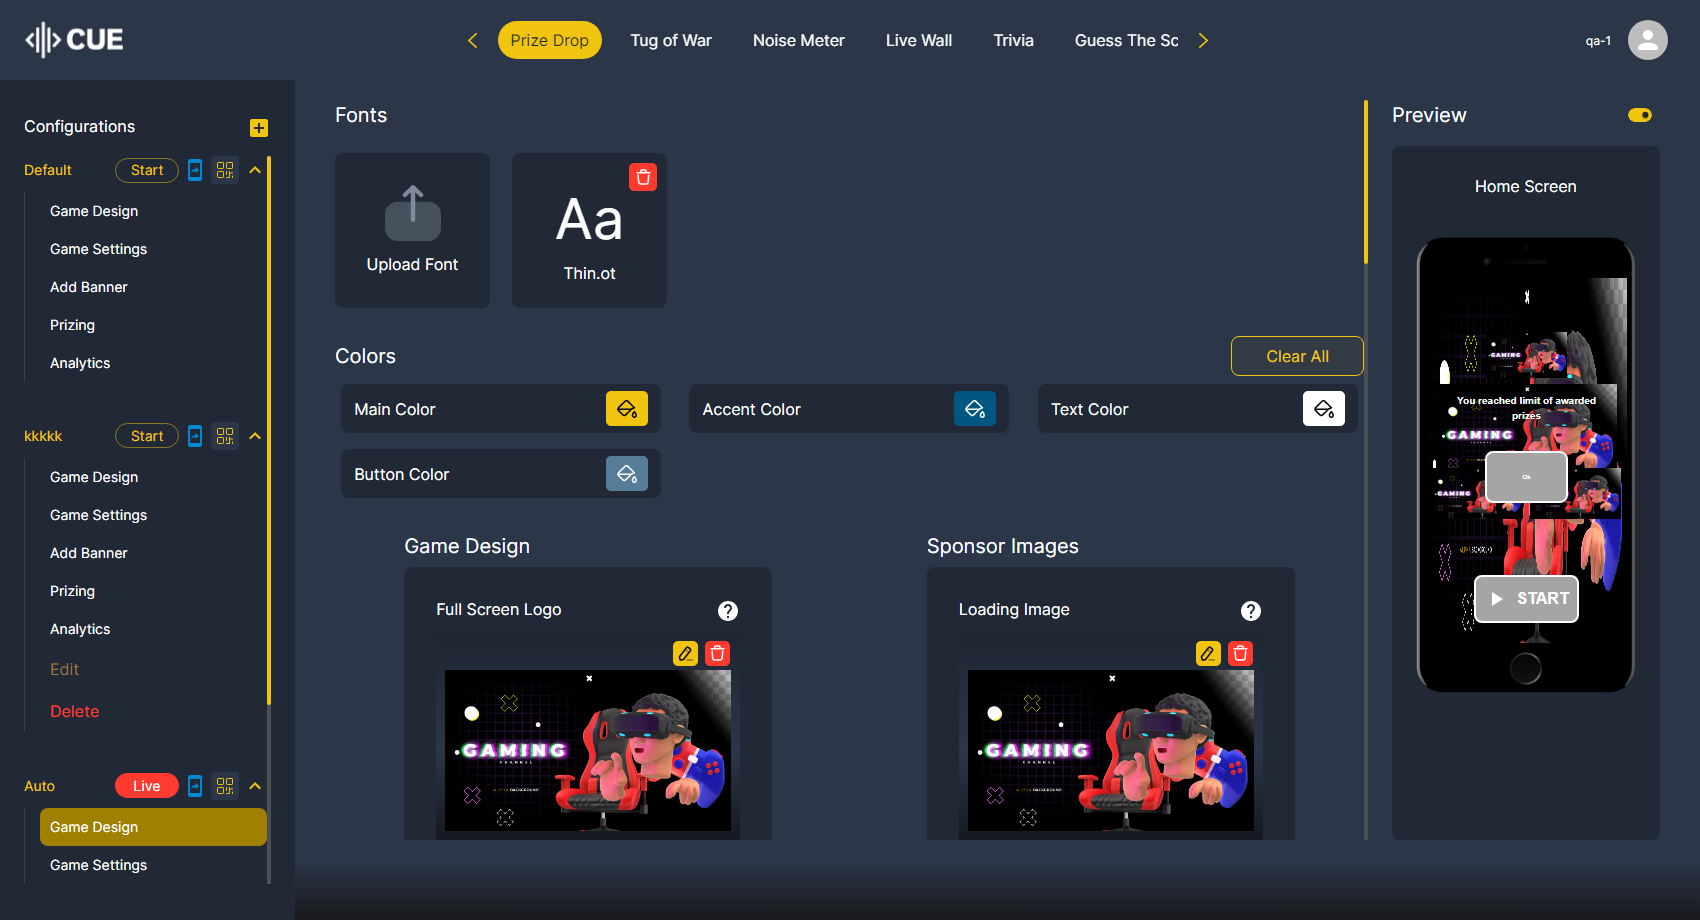 CUE
Prize Drop
Tug of War
Noise Meter
Live Wall
Trivia
Guess The Sc
qa-1
Configurations
Default
Start
Game Design
Game Settings
Add Banner
Prizing
Analytics
kkkkk
Start
Game Design
Game Settings
Add Banner
Prizing
Analytics
Edit
Delete
Auto
Live
Game Design
Game Settings
Fonts
Upload Font
Aa
Thin.ot
Colors
Clear All
Main Color
Accent Color
Text Color
Button Color
Game Design
Full Screen Logo
GAMING
CHANNEL
Sponsor Images
Loading Image
GAMING
CHANNEL
Preview
Home Screen
GAMING
You reached limit of awarded
prizes
GAMING
Ok
GAMING
START